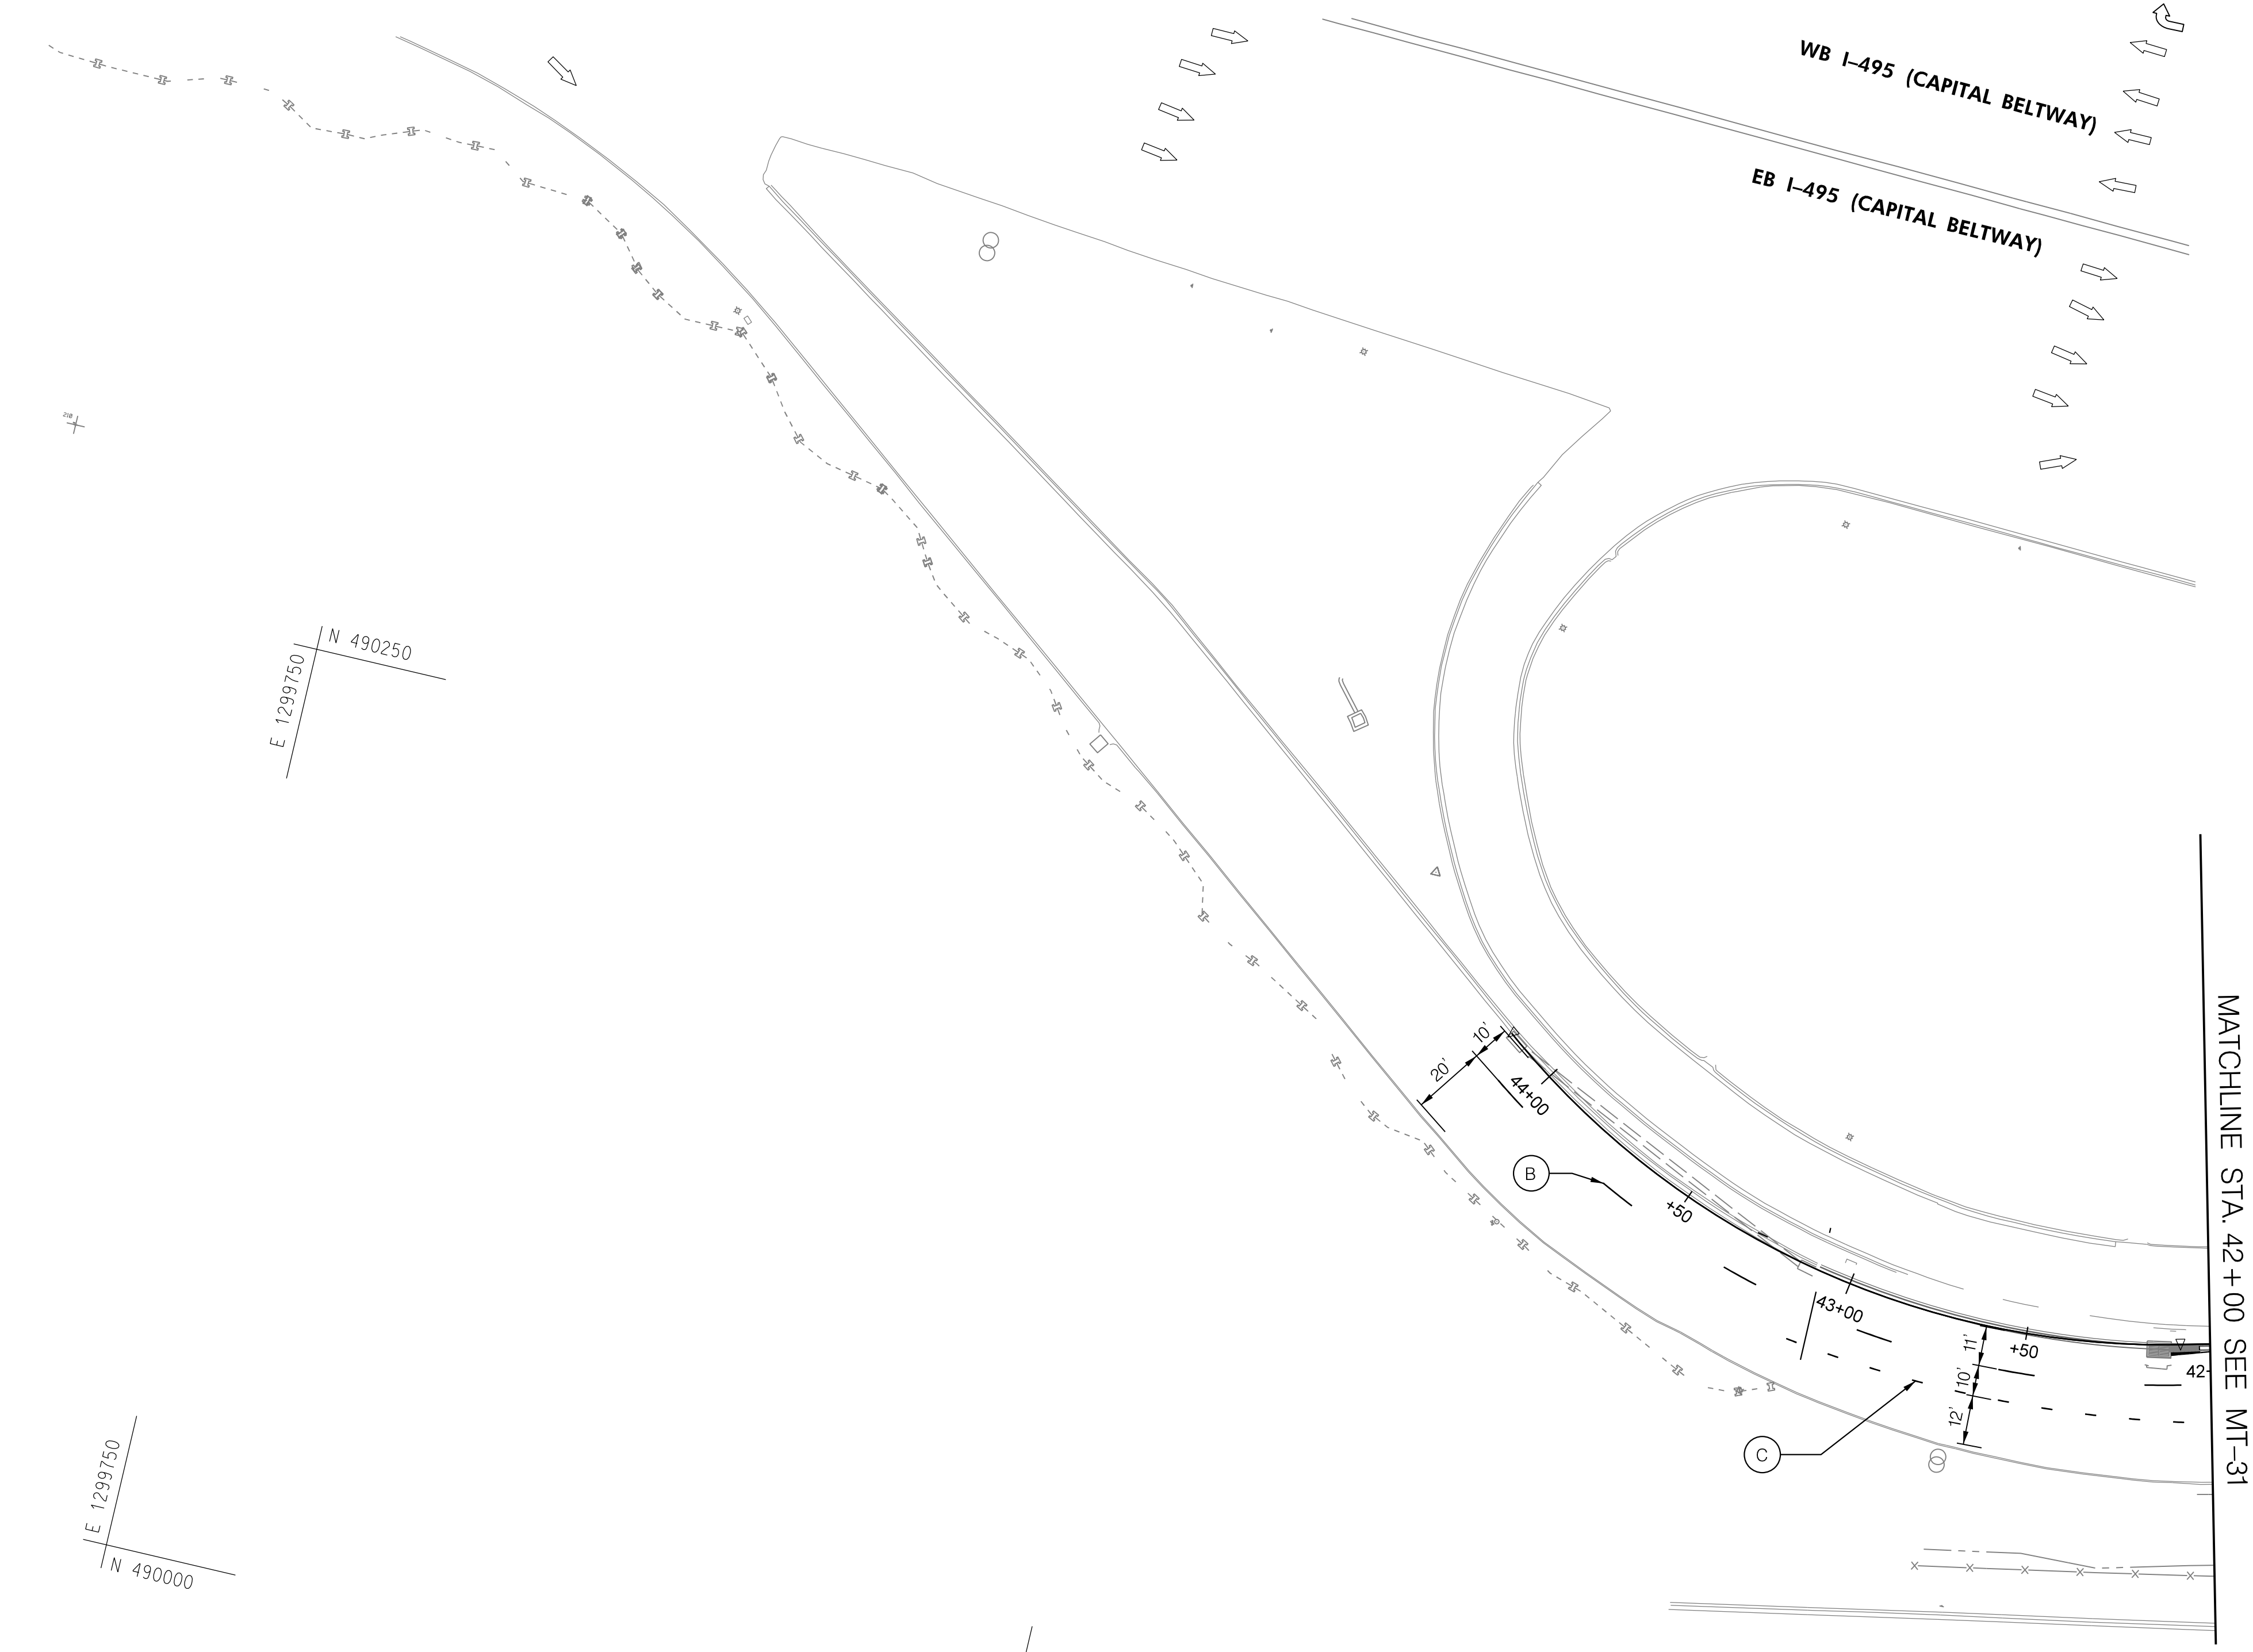 WB I–495 (CAPITAL BELTWAY)
EB I–495 (CAPITAL BELTWAY)
210
N 490250
E 1299750
10'
20'
44+00
B
+50
43+00
11'
+50
10'
42+
12'
C
MATCHLINE STA. 42+00 SEE MT–31
E 1299750
N 490000